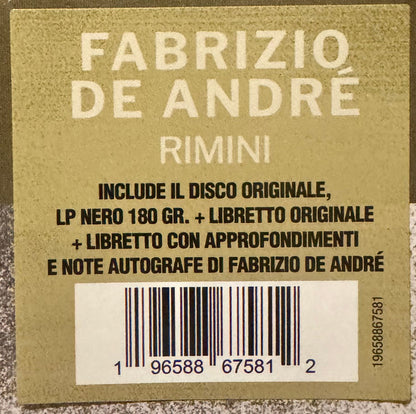 FABRIZIO
DE ANDRÉ
RIMINI
INCLUDE IL DISCO ORIGINALE,
LP NERO 180 GR. + LIBRETTO ORIGINALE
+ LIBRETTO CON APPROFONDIMENTI
E NOTE AUTOGRAFE DI FABRIZIO DE ANDRÉ
1 96588 67581 2
19658867581